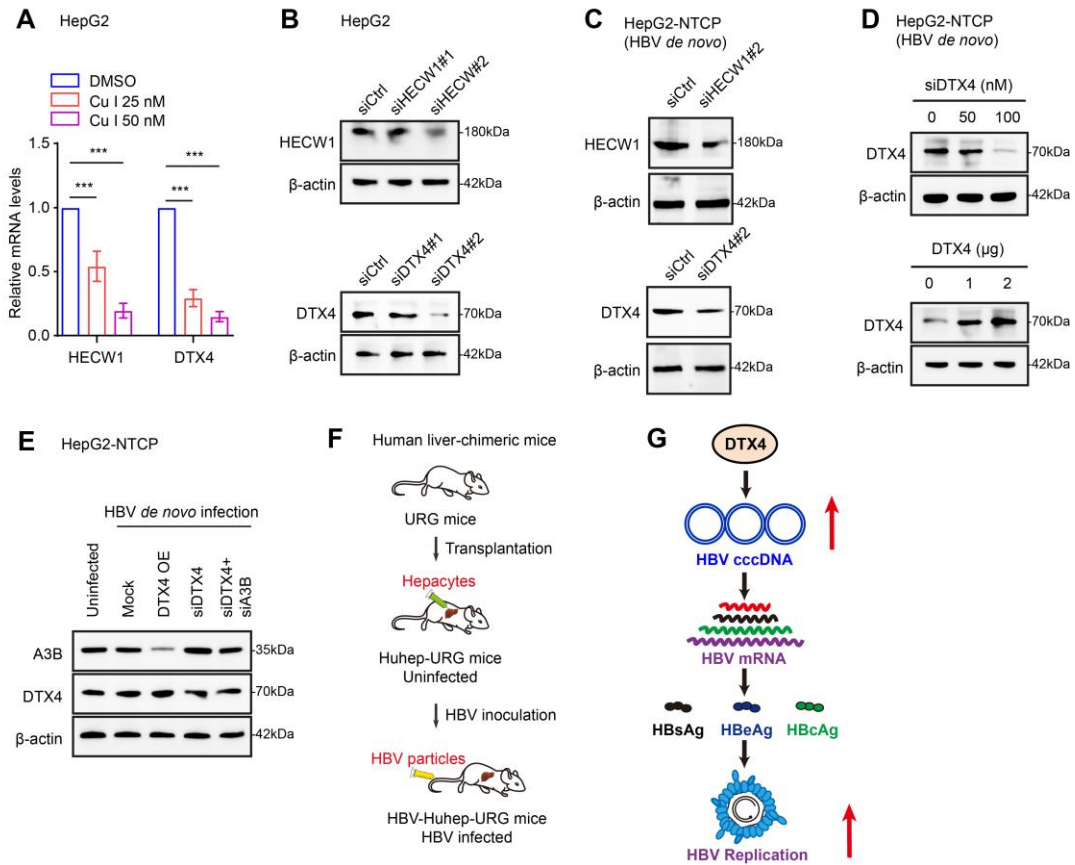 A HepG2
DMSO
Cu I 25 nM
Cu I 50 nM
Relative mRNA levels
1.5
1.0
0.5
0.0
*** ***
*** ***
HECW1 DTX4
B HepG2
siCtrl siHECW1#1 siHECW#2
HECW1 180kDa
β-actin 42kDa
siCtrl siDTX4#1 siDTX4#2
DTX4 70kDa
β-actin 42kDa
C HepG2-NTCP
(HBV de novo)
siCtrl siHECW1#2
HECW1 180kDa
β-actin 42kDa
siCtrl siDTX4#2
DTX4 70kDa
β-actin 42kDa
D HepG2-NTCP
(HBV de novo)
siDTX4 (nM)
0 50 100
DTX4 70kDa
β-actin 42kDa
DTX4 (μg)
0 1 2
DTX4 70kDa
β-actin 42kDa
E HepG2-NTCP
HBV de novo infection
Uninfected Mock DTX4 OE siDTX4 siDTX4+ siA3B
A3B 35kDa
DTX4 70kDa
β-actin 42kDa
F Human liver-chimeric mice
URG mice
Transplantation
Hepacytes
Huhep-URG mice
Uninfected
HBV inoculation
HBV particles
HBV-Huhep-URG mice
HBV infected
G
DTX4
HBV cccDNA
HBV mRNA
HBsAg HBeAg HBcAg
HBV Replication